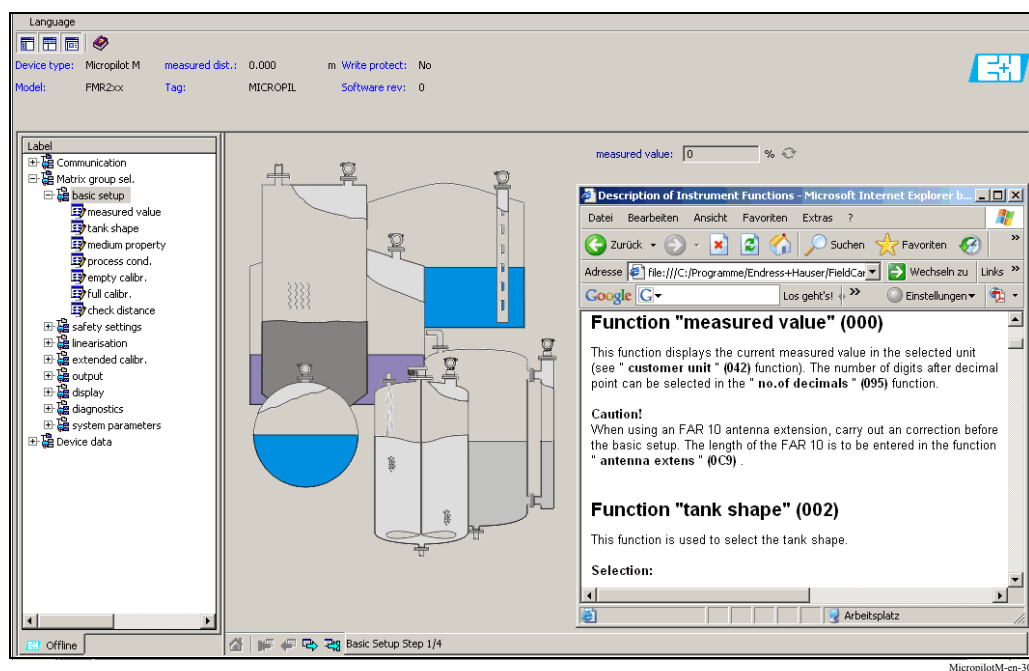 Language
Device type: Micropilot M measured dist.: 0.000 m Write protect: No
Model: FMR2xx Tag: MICROPIL Software rev: 0
E+H
Label
Communication
Matrix group sel.
basic setup
measured value
tank shape
medium property
process cond.
empty calibr.
full calibr.
check distance
safety settings
linearisation
extended calibr.
output
display
diagnostics
system parameters
Device data
measured value: 0 %
Description of Instrument Functions - Microsoft Internet Explorer b...
Datei Bearbeiten Ansicht Favoriten Extras ?
Zurück Suchen Favoriten »
Adresse file:///C:/Programme/Endress+Hauser/FieldCar Wechseln zu Links »
Google G Los geht's! » Einstellungen
Function "measured value" (000)
This function displays the current measured value in the selected unit
(see " customer unit " (042) function). The number of digits after decimal
point can be selected in the " no.of decimals " (095) function.
Caution!
When using an FAR 10 antenna extension, carry out an correction before
the basic setup. The length of the FAR 10 is to be entered in the function
" antenna extens " (0C9) .
Function "tank shape" (002)
This function is used to select the tank shape.
Selection:
Arbeitsplatz
Offline
Basic Setup Step 1/4
MicropilotM-en-30